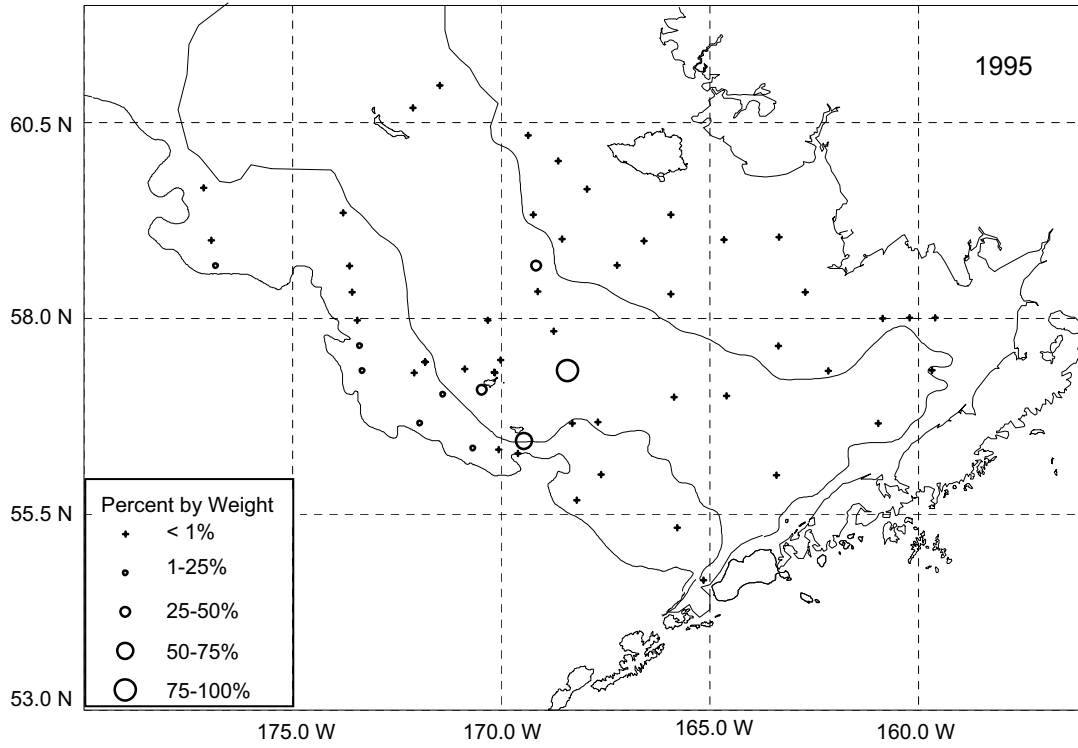 1995
60.5 N
58.0 N
55.5 N
53.0 N
Percent by Weight
< 1%
1-25%
25-50%
50-75%
75-100%
175.0 W
170.0 W
165.0 W
160.0 W